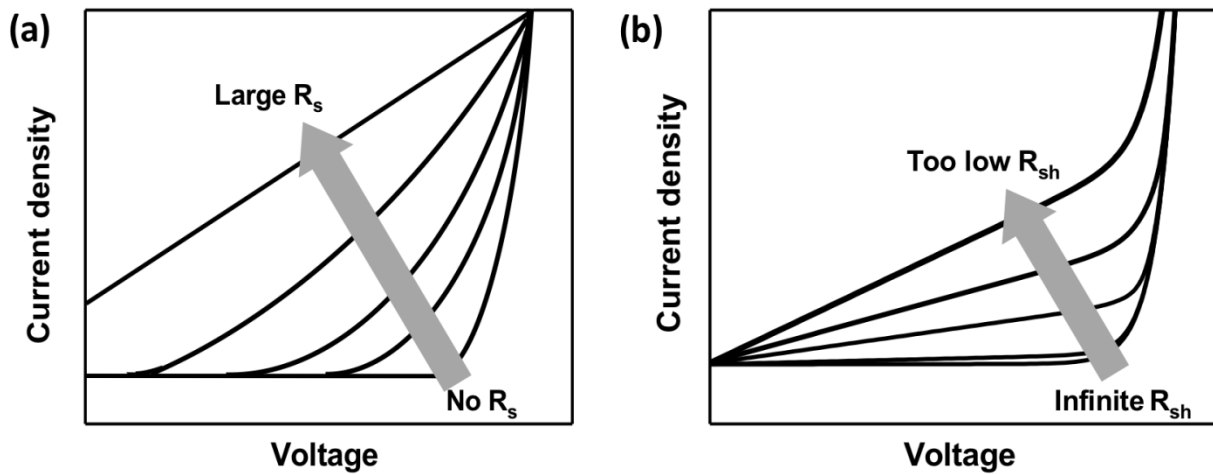 (a)
Current density
Large Rs
No Rs
Voltage
(b)
Current density
Too low Rsh
Infinite Rsh
Voltage